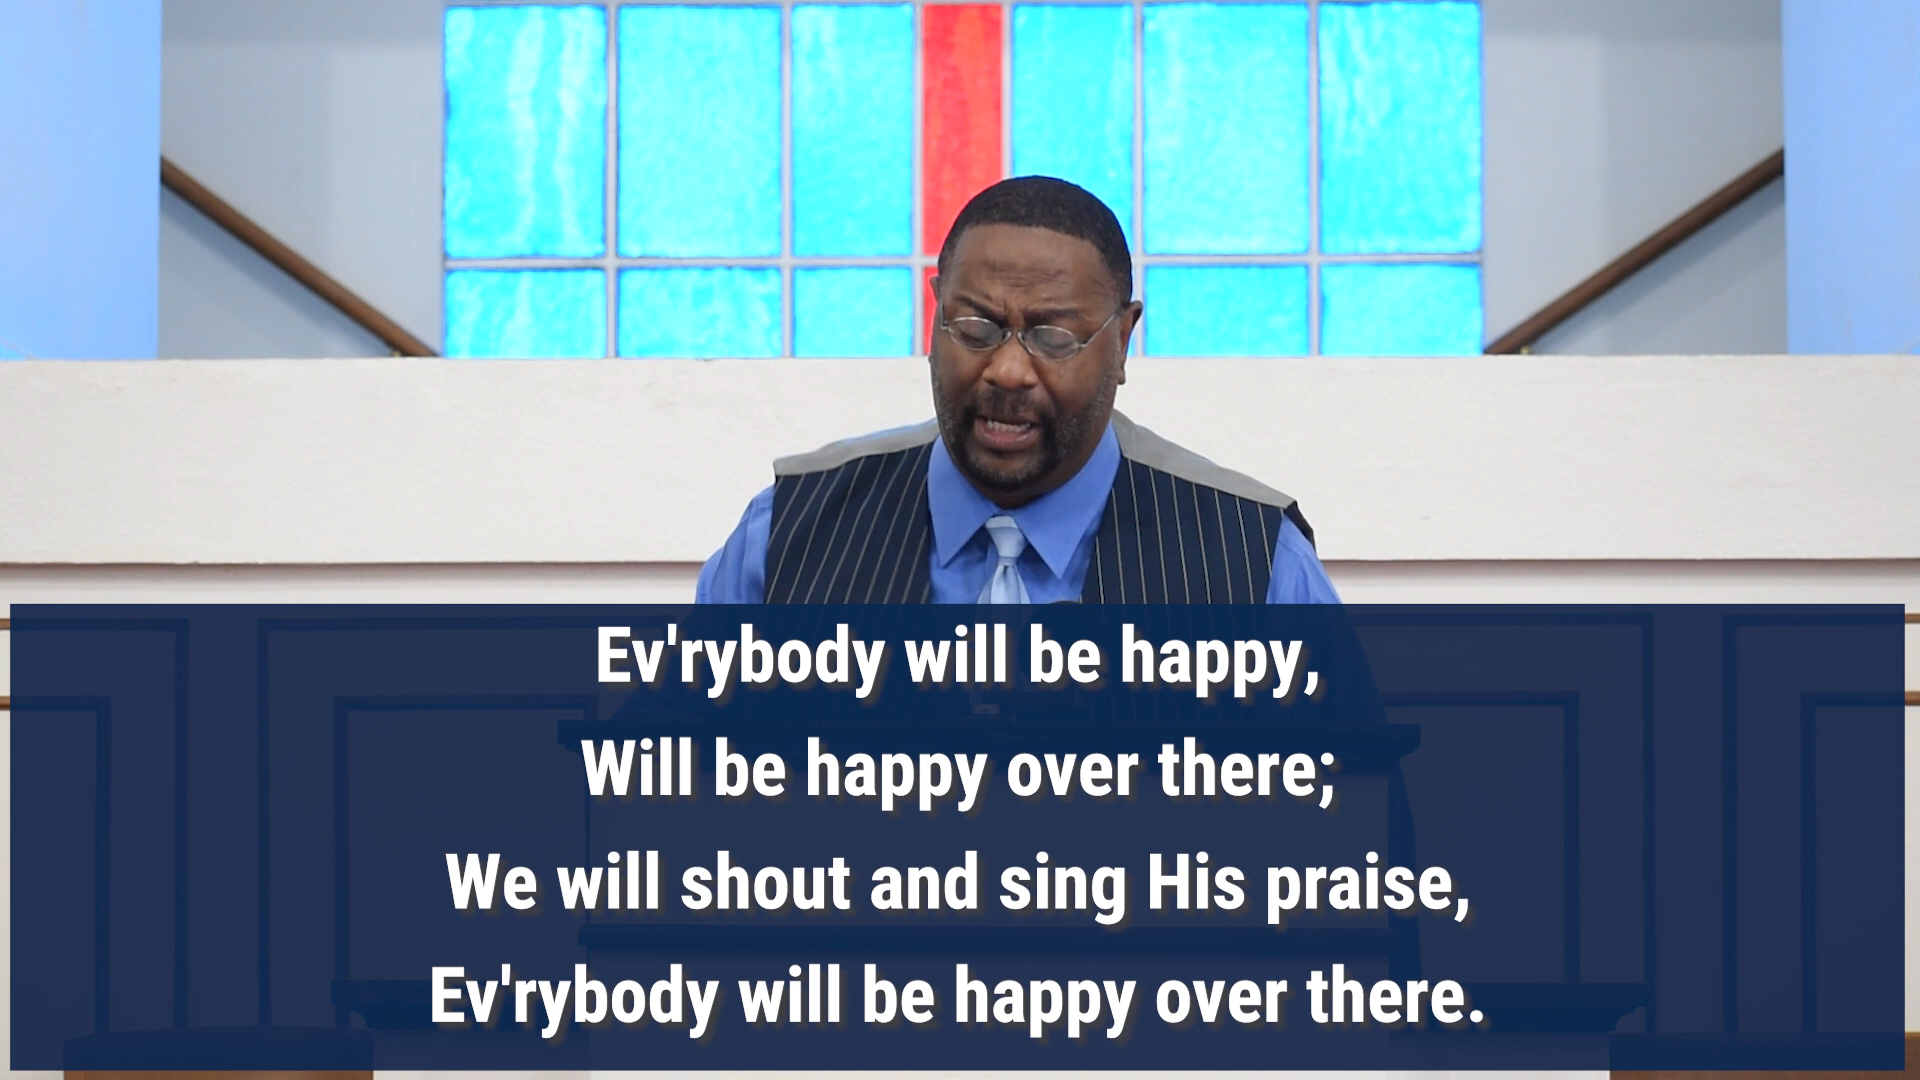 Ev'rybody will be happy,
Will be happy over there;
We will shout and sing His praise,
Ev'rybody will be happy over there.